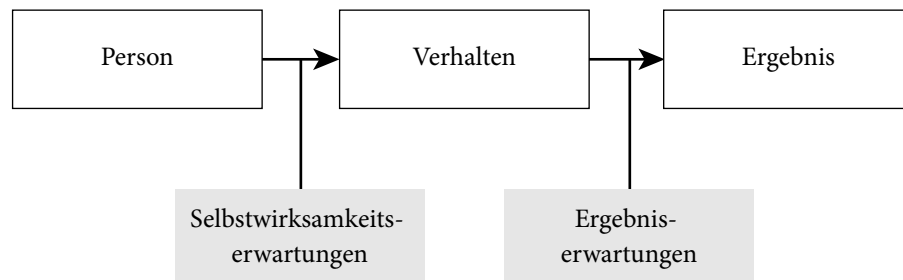 Person
Verhalten
Ergebnis
Selbstwirksamkeits-
erwartungen
Ergebnis-
erwartungen